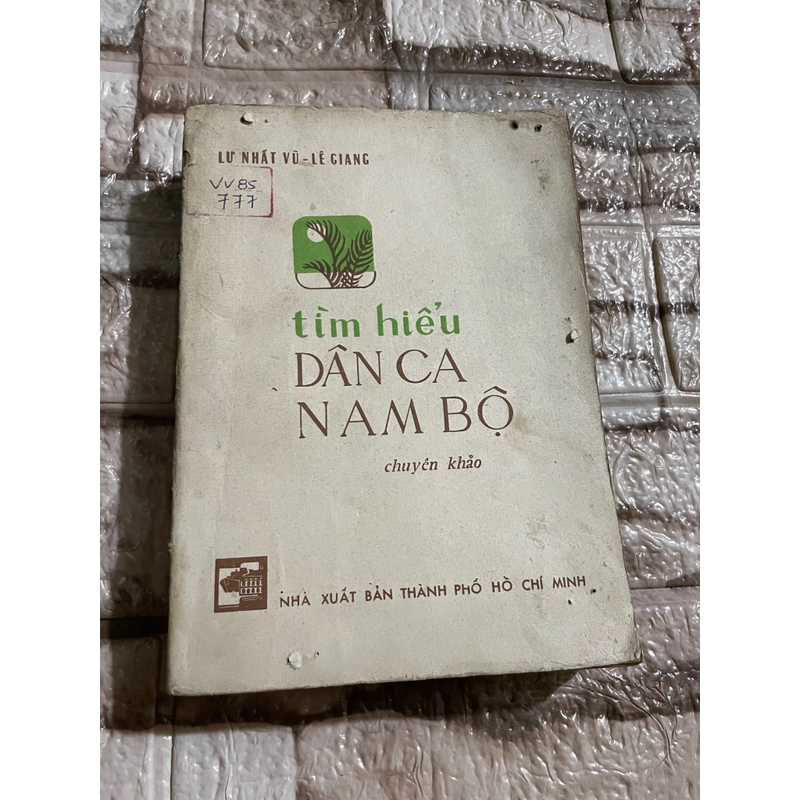 LƯ NHẤT VŨ - LÊ GIANG
VV 85
777
tìm hiểu
DÂN CA
NAM BỘ
chuyên khảo
NHÀ XUẤT BẢN THÀNH PHỐ HỒ CHÍ MINH